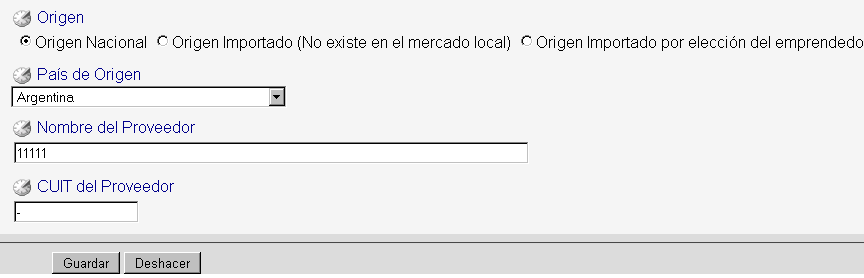 Origen
Origen Nacional Origen Importado (No existe en el mercado local) Origen Importado por elección del emprendedo
País de Origen
Argentina
Nombre del Proveedor
11111
CUIT del Proveedor
-
Guardar Deshacer